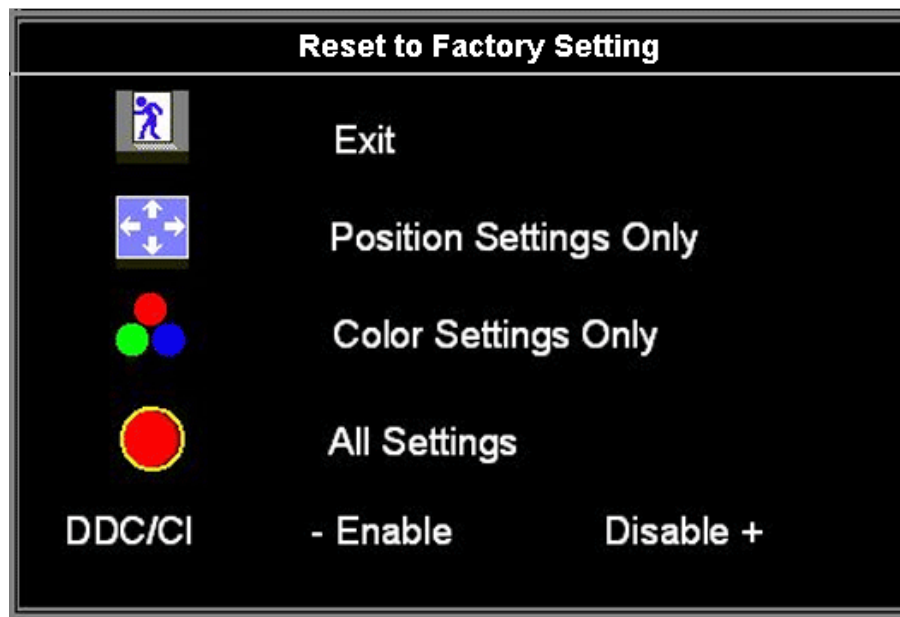 Reset to Factory Setting
Exit
Position Settings Only
Color Settings Only
All Settings
DDC/CI - Enable Disable +